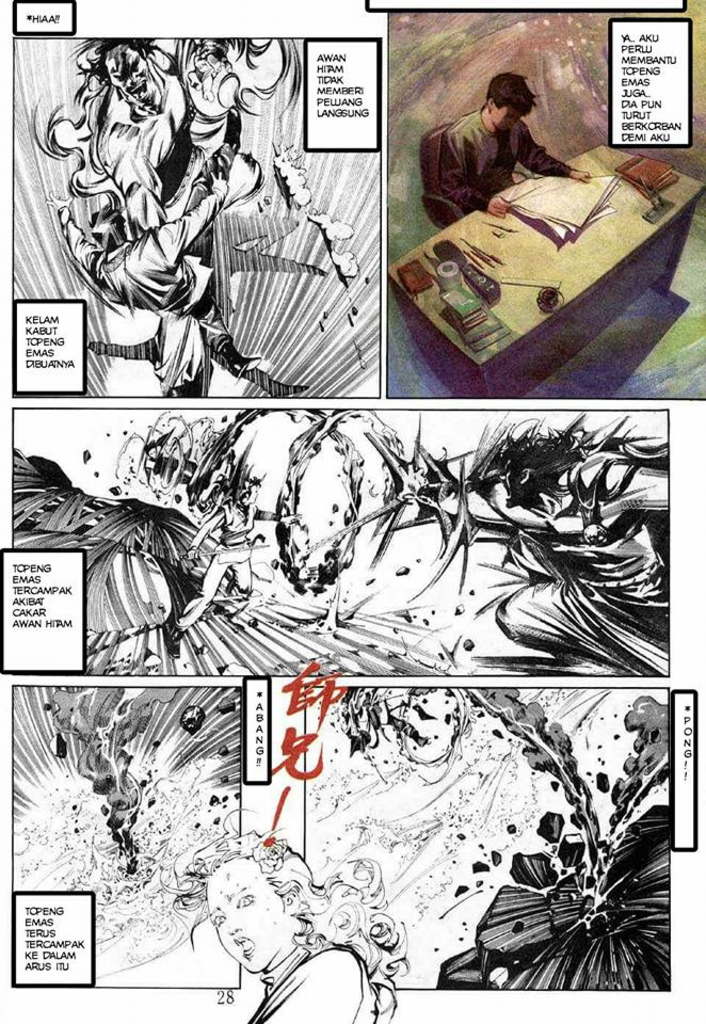 *HIAA!!
AWAN
HITAM
TIDAK
MEMBERI
PELUANG
LANGSUNG
YA.. AKU
PERLU
MEMBANTU
TOPENG
EMAS
JUGA..
DIA PUN
TURUT
BERKORBAN
DEMI AKU
KELAM
KABUT
TOPENG
EMAS
DIBUATNYA
TOPENG
EMAS
TERCAMPAK
AKIBAT
CAKAR
AWAN HITAM
*ABANG!!
師兄!
*PONG!!
TOPENG
EMAS
TERUS
TERCAMPAK
KE DALAM
ARUS ITU
28